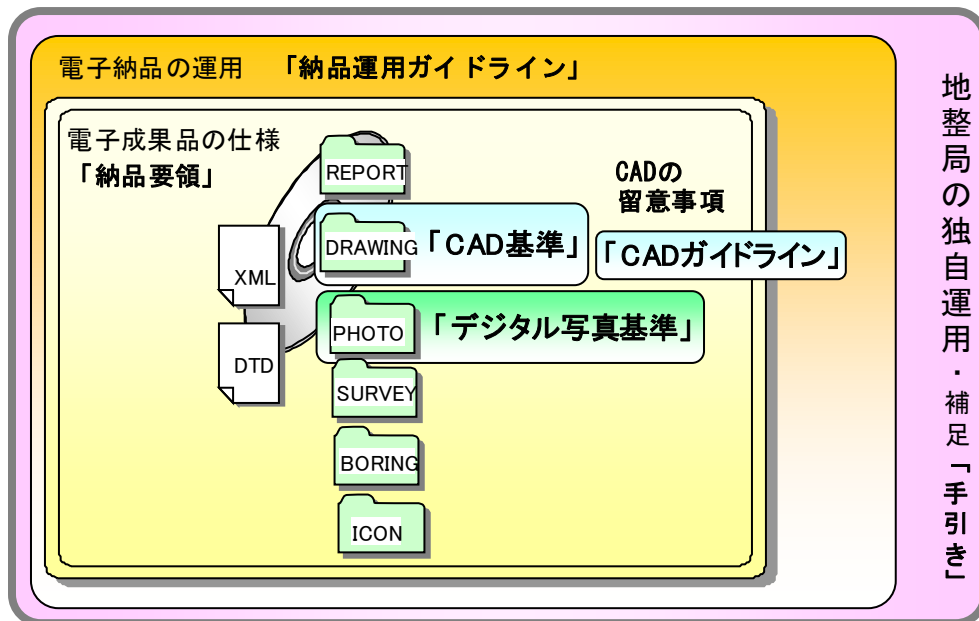 電子納品の運用 「納品運用ガイドライン」
電子成果品の仕様
「納品要領」
REPORT
CADの
留意事項
DRAWING
「CAD基準」
「CADガイドライン」
XML
PHOTO
「デジタル写真基準」
DTD
SURVEY
BORING
ICON
地整局の独自運用・補足「手引き」